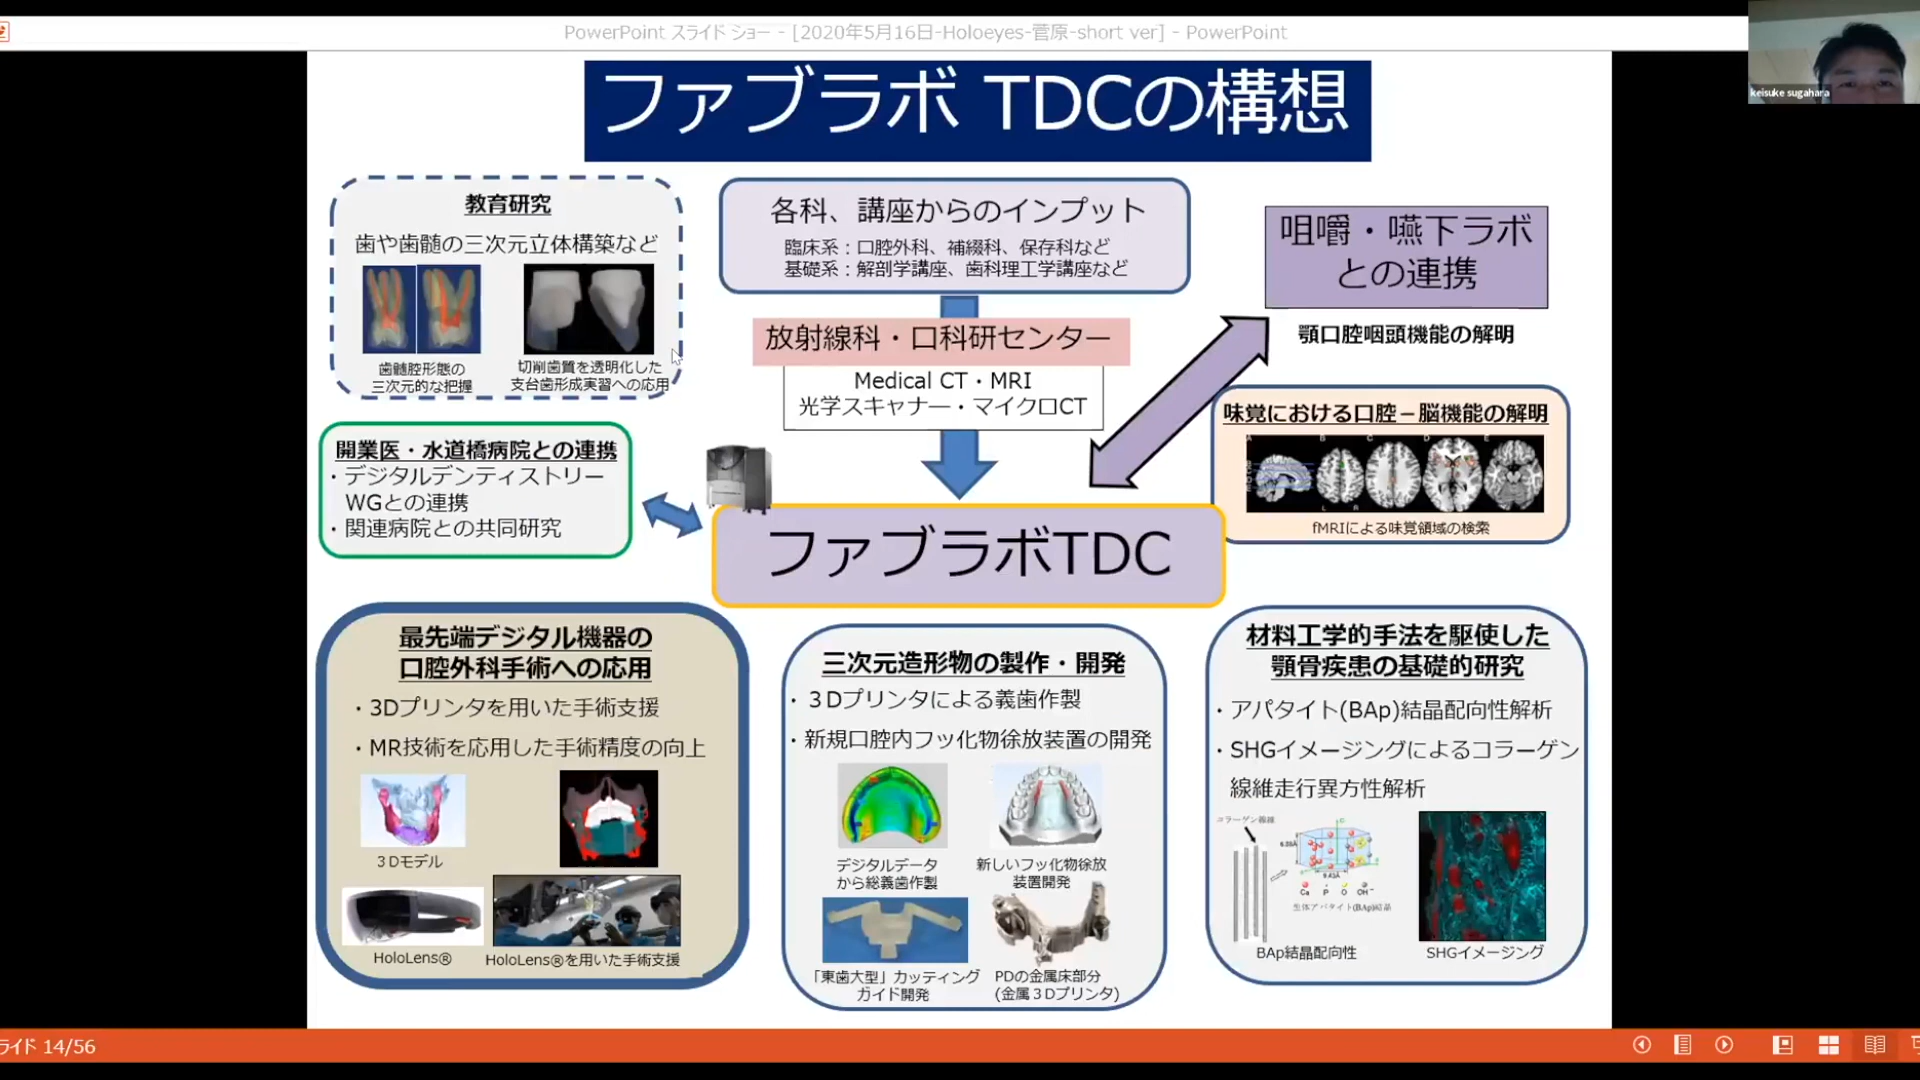 PowerPoint スライド ショー - [2020年5月16日-Holoeyes-菅原-short ver] - PowerPoint
keisuke sugahara
ファブラボ TDCの構想
教育研究
歯や歯髄の三次元立体構築など
歯髄腔形態の
三次元的な把握
切削歯質を透明化した
支台歯形成実習への応用
各科、講座からのインプット
臨床系：口腔外科、補綴科、保存科など
基礎系：解剖学講座、歯科理工学講座など
放射線科・口科研センター
Medical CT・MRI
光学スキャナー・マイクロCT
咀嚼・嚥下ラボ
との連携
顎口腔咽頭機能の解明
味覚における口腔－脳機能の解明
A B C D E
L R
fMRIによる味覚領域の検索
開業医・水道橋病院との連携
・デジタルデンティストリー
WGとの連携
・関連病院との共同研究
ファブラボTDC
最先端デジタル機器の
口腔外科手術への応用
・3Dプリンタを用いた手術支援
・MR技術を応用した手術精度の向上
３Dモデル
HoloLens®
HoloLens®を用いた手術支援
三次元造形物の製作・開発
・３Dプリンタによる義歯作製
・新規口腔内フッ化物徐放装置の開発
デジタルデータ
から総義歯作製
新しいフッ化物徐放
装置開発
「東歯大型」カッティング
ガイド開発
PDの金属床部分
(金属３Dプリンタ)
材料工学的手法を駆使した
顎骨疾患の基礎的研究
・アパタイト(BAp)結晶配向性解析
・SHGイメージングによるコラーゲン
線維走行異方性解析
コラーゲン線維
6.88Å
9.43Å
Ca P O OH⁻
生体アパタイト(BAp)結晶
BAp結晶配向性
SHGイメージング
ライド 14/56